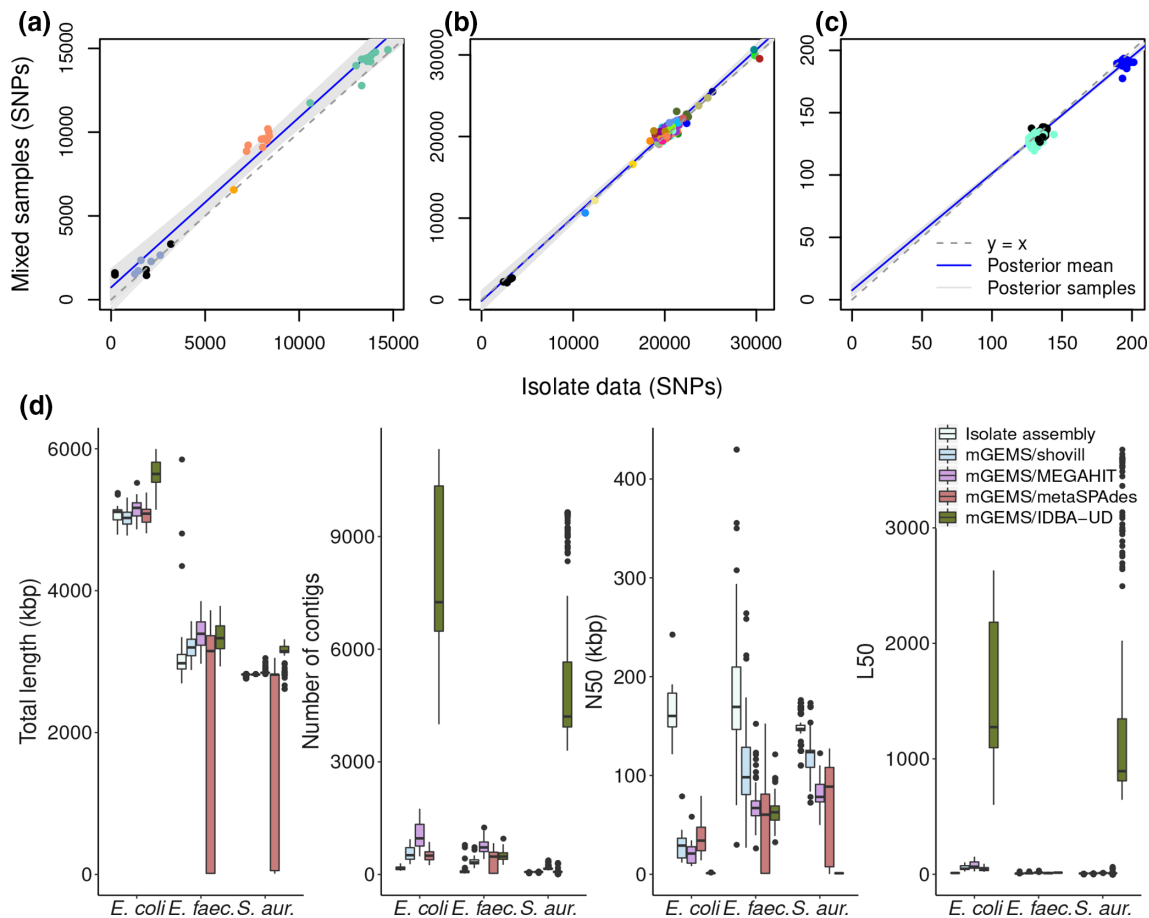 (a)
(b)
(c)
Mixed samples (SNPs)
0
5000
10000
15000
0
5000
10000
15000
0
10000
20000
30000
0
10000
20000
30000
0
50
100
150
200
0
50
100
150
200
y = x
Posterior mean
Posterior samples
Isolate data (SNPs)
(d)
Total length (kbp)
6000
4000
2000
0
E. coli E. faec. S. aur.
Number of contigs
9000
6000
3000
0
E. coli E. faec. S. aur.
N50 (kbp)
400
300
200
100
0
E. coli E. faec. S. aur.
L50
3000
2000
1000
0
E. coli E. faec. S. aur.
Isolate assembly
mGEMS/shovill
mGEMS/MEGAHIT
mGEMS/metaSPAdes
mGEMS/IDBA−UD